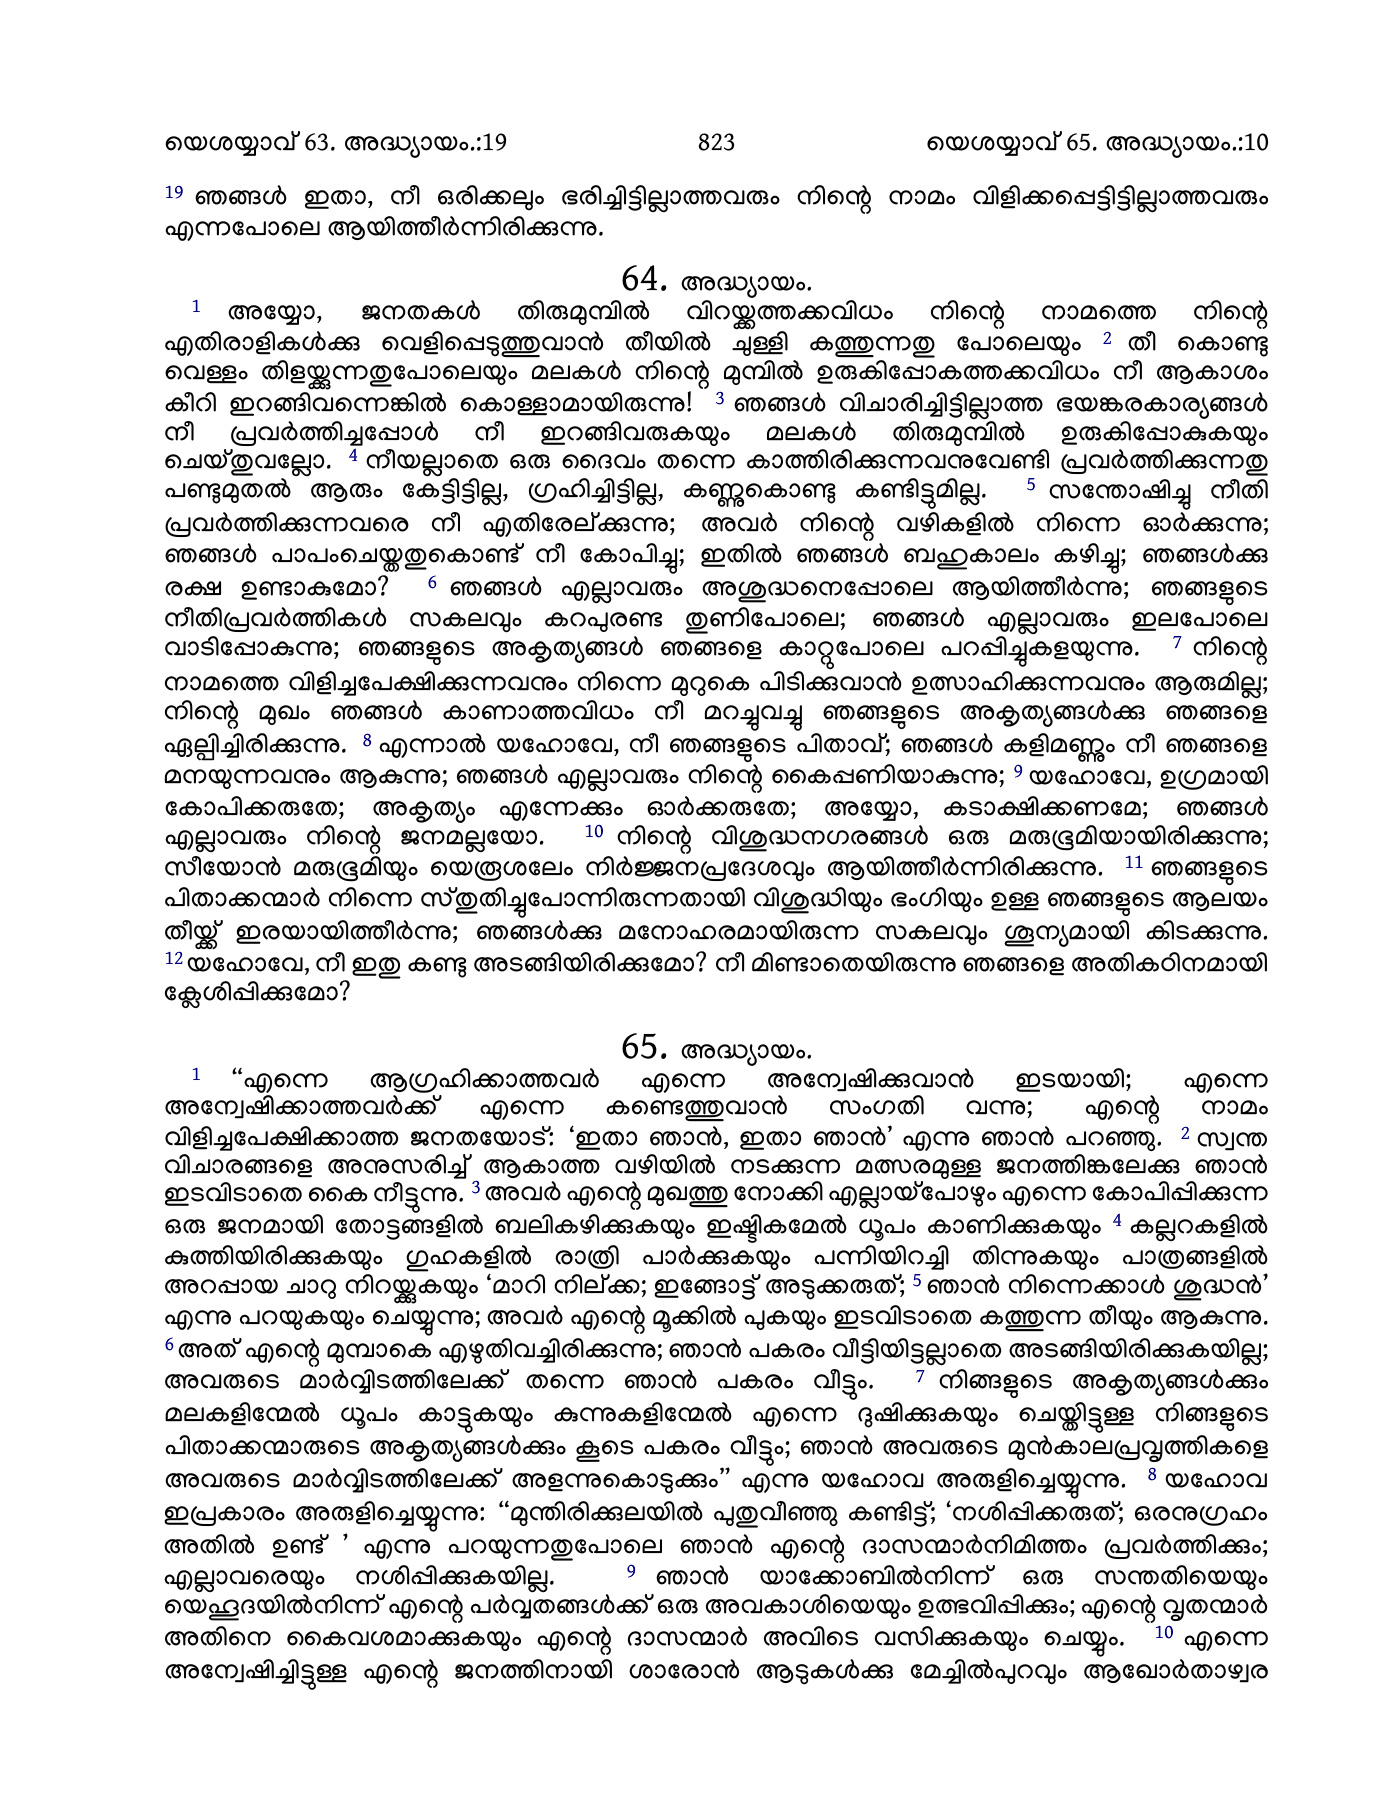 യെശയ്യാവ് 63. അദ്ധ്യായം.:19 823 യെശയ്യാവ് 65. അദ്ധ്യായം.:10
19 ഞങ്ങൾ ഇതാ, നീ ഒരിക്കലും ഭരിച്ചിട്ടില്ലാത്തവരും നിന്റെ നാമം വിളിക്കപ്പെട്ടിട്ടില്ലാത്തവരും
എന്നപോലെ ആയിത്തീർന്നിരിക്കുന്നു.
64. അദ്ധ്യായം.
1 അയ്യോ, ജനതകൾ തിരുമുമ്പിൽ വിറയ്ക്കത്തക്കവിധം നിന്റെ നാമത്തെ നിന്റെ
എതിരാളികൾക്കു വെളിപ്പെടുത്തുവാൻ തീയിൽ ചുള്ളി കത്തുന്നതു പോലെയും 2 തീ കൊണ്ടു
വെള്ളം തിളയ്ക്കുന്നതുപോലെയും മലകൾ നിന്റെ മുമ്പിൽ ഉരുകിപ്പോകത്തക്കവിധം നീ ആകാശം
കീറി ഇറങ്ങിവന്നെങ്കിൽ കൊള്ളാമായിരുന്നു! 3 ഞങ്ങൾ വിചാരിച്ചിട്ടില്ലാത്ത ഭയങ്കരകാര്യങ്ങൾ
നീ പ്രവർത്തിച്ചപ്പോൾ നീ ഇറങ്ങിവരുകയും മലകൾ തിരുമുമ്പിൽ ഉരുകിപ്പോകുകയും
ചെയ്തുവല്ലോ. 4 നീയല്ലാതെ ഒരു ദൈവം തന്നെ കാത്തിരിക്കുന്നവനുവേണ്ടി പ്രവർത്തിക്കുന്നതു
പണ്ടുമുതൽ ആരും കേട്ടിട്ടില്ല, ഗ്രഹിച്ചിട്ടില്ല, കണ്ണുകൊണ്ടു കണ്ടിട്ടുമില്ല. 5 സന്തോഷിച്ചു നീതി
പ്രവർത്തിക്കുന്നവരെ നീ എതിരേല്ക്കുന്നു; അവർ നിന്റെ വഴികളിൽ നിന്നെ ഓർക്കുന്നു;
ഞങ്ങൾ പാപംചെയ്തതുകൊണ്ട് നീ കോപിച്ചു; ഇതിൽ ഞങ്ങൾ ബഹുകാലം കഴിച്ചു; ഞങ്ങൾക്കു
രക്ഷ ഉണ്ടാകുമോ? 6 ഞങ്ങൾ എല്ലാവരും അശുദ്ധനെപ്പോലെ ആയിത്തീർന്നു; ഞങ്ങളുടെ
നീതിപ്രവർത്തികൾ സകലവും കറപുരണ്ട തുണിപോലെ; ഞങ്ങൾ എല്ലാവരും ഇലപോലെ
വാടിപ്പോകുന്നു; ഞങ്ങളുടെ അകൃത്യങ്ങൾ ഞങ്ങളെ കാറ്റുപോലെ പറപ്പിച്ചുകളയുന്നു. 7 നിന്റെ
നാമത്തെ വിളിച്ചപേക്ഷിക്കുന്നവനും നിന്നെ മുറുകെ പിടിക്കുവാൻ ഉത്സാഹിക്കുന്നവനും ആരുമില്ല;
നിന്റെ മുഖം ഞങ്ങൾ കാണാത്തവിധം നീ മറച്ചുവച്ചു ഞങ്ങളുടെ അകൃത്യങ്ങൾക്കു ഞങ്ങളെ
ഏല്പിച്ചിരിക്കുന്നു. 8 എന്നാൽ യഹോവേ, നീ ഞങ്ങളുടെ പിതാവ്; ഞങ്ങൾ കളിമണ്ണും നീ ഞങ്ങളെ
മനയുന്നവനും ആകുന്നു; ഞങ്ങൾ എല്ലാവരും നിന്റെ കൈപ്പണിയാകുന്നു; 9 യഹോവേ, ഉഗ്രമായി
കോപിക്കരുതേ; അകൃത്യം എന്നേക്കും ഓർക്കരുതേ; അയ്യോ, കടാക്ഷിക്കണമേ; ഞങ്ങൾ
എല്ലാവരും നിന്റെ ജനമല്ലയോ. 10 നിന്റെ വിശുദ്ധനഗരങ്ങൾ ഒരു മരുഭൂമിയായിരിക്കുന്നു;
സീയോൻ മരുഭൂമിയും യെരൂശലേം നിർജ്ജനപ്രദേശവും ആയിത്തീർന്നിരിക്കുന്നു. 11 ഞങ്ങളുടെ
പിതാക്കന്മാർ നിന്നെ സ്തുതിച്ചുപോന്നിരുന്നതായി വിശുദ്ധിയും ഭംഗിയും ഉള്ള ഞങ്ങളുടെ ആലയം
തീയ്ക്ക് ഇരയായിത്തീർന്നു; ഞങ്ങൾക്കു മനോഹരമായിരുന്ന സകലവും ശൂന്യമായി കിടക്കുന്നു.
12 യഹോവേ, നീ ഇതു കണ്ടു അടങ്ങിയിരിക്കുമോ? നീ മിണ്ടാതെയിരുന്നു ഞങ്ങളെ അതികഠിനമായി
ക്ലേശിപ്പിക്കുമോ?
65. അദ്ധ്യായം.
1 “എന്നെ ആഗ്രഹിക്കാത്തവർ എന്നെ അന്വേഷിക്കുവാൻ ഇടയായി; എന്നെ
അന്വേഷിക്കാത്തവർക്ക് എന്നെ കണ്ടെത്തുവാൻ സംഗതി വന്നു; എന്റെ നാമം
വിളിച്ചപേക്ഷിക്കാത്ത ജനതയോട്: ‘ഇതാ ഞാൻ, ഇതാ ഞാൻ’ എന്നു ഞാൻ പറഞ്ഞു. 2 സ്വന്ത
വിചാരങ്ങളെ അനുസരിച്ച് ആകാത്ത വഴിയിൽ നടക്കുന്ന മത്സരമുള്ള ജനത്തിങ്കലേക്കു ഞാൻ
ഇടവിടാതെ കൈ നീട്ടുന്നു. 3 അവർ എന്റെ മുഖത്തു നോക്കി എല്ലായ്പോഴും എന്നെ കോപിപ്പിക്കുന്ന
ഒരു ജനമായി തോട്ടങ്ങളിൽ ബലികഴിക്കുകയും ഇഷ്ടികമേൽ ധൂപം കാണിക്കുകയും 4 കല്ലറകളിൽ
കുത്തിയിരിക്കുകയും ഗുഹകളിൽ രാത്രി പാർക്കുകയും പന്നിയിറച്ചി തിന്നുകയും പാത്രങ്ങളിൽ
അറപ്പായ ചാറു നിറയ്ക്കുകയും ‘മാറി നില്ക്ക; ഇങ്ങോട്ട് അടുക്കരുത്; 5 ഞാൻ നിന്നെക്കാൾ ശുദ്ധൻ’
എന്നു പറയുകയും ചെയ്യുന്നു; അവർ എന്റെ മൂക്കിൽ പുകയും ഇടവിടാതെ കത്തുന്ന തീയും ആകുന്നു.
6 അത് എന്റെ മുമ്പാകെ എഴുതിവച്ചിരിക്കുന്നു; ഞാൻ പകരം വീട്ടിയിട്ടല്ലാതെ അടങ്ങിയിരിക്കുകയില്ല;
അവരുടെ മാർവ്വിടത്തിലേക്ക് തന്നെ ഞാൻ പകരം വീട്ടും. 7 നിങ്ങളുടെ അകൃത്യങ്ങൾക്കും
മലകളിന്മേൽ ധൂപം കാട്ടുകയും കുന്നുകളിന്മേൽ എന്നെ ദുഷിക്കുകയും ചെയ്തിട്ടുള്ള നിങ്ങളുടെ
പിതാക്കന്മാരുടെ അകൃത്യങ്ങൾക്കും കൂടെ പകരം വീട്ടും; ഞാൻ അവരുടെ മുൻകാലപ്രവൃത്തികളെ
അവരുടെ മാർവ്വിടത്തിലേക്ക് അളന്നുകൊടുക്കും” എന്നു യഹോവ അരുളിച്ചെയ്യുന്നു. 8 യഹോവ
ഇപ്രകാരം അരുളിച്ചെയ്യുന്നു: “മുന്തിരിക്കുലയിൽ പുതുവീഞ്ഞു കണ്ടിട്ട്; ‘നശിപ്പിക്കരുത്; ഒരനുഗ്രഹം
അതിൽ ഉണ്ട് ’ എന്നു പറയുന്നതുപോലെ ഞാൻ എന്റെ ദാസന്മാർനിമിത്തം പ്രവർത്തിക്കും;
എല്ലാവരെയും നശിപ്പിക്കുകയില്ല. 9 ഞാൻ യാക്കോബിൽനിന്ന് ഒരു സന്തതിയെയും
യെഹൂദയിൽനിന്ന് എന്റെ പർവ്വതങ്ങൾക്ക് ഒരു അവകാശിയെയും ഉത്ഭവിപ്പിക്കും; എന്റെ വൃതന്മാർ
അതിനെ കൈവശമാക്കുകയും എന്റെ ദാസന്മാർ അവിടെ വസിക്കുകയും ചെയ്യും. 10 എന്നെ
അന്വേഷിച്ചിട്ടുള്ള എന്റെ ജനത്തിനായി ശാരോൻ ആടുകൾക്കു മേച്ചിൽപുറവും ആഖോർതാഴ്വര